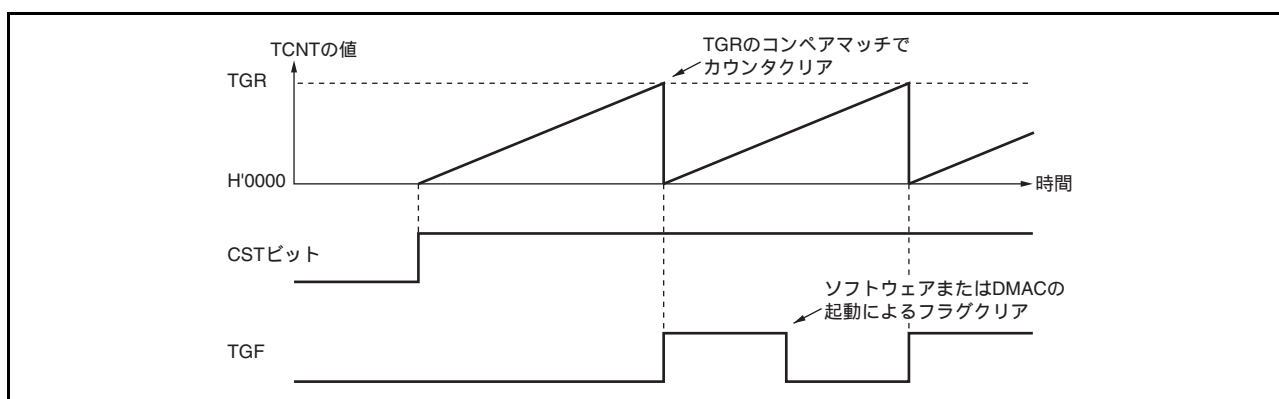 TCNTの値
TGRのコンペアマッチで
カウンタクリア
TGR
H'0000
時間
CSTビット
ソフトウェアまたはDMACの
起動によるフラグクリア
TGF